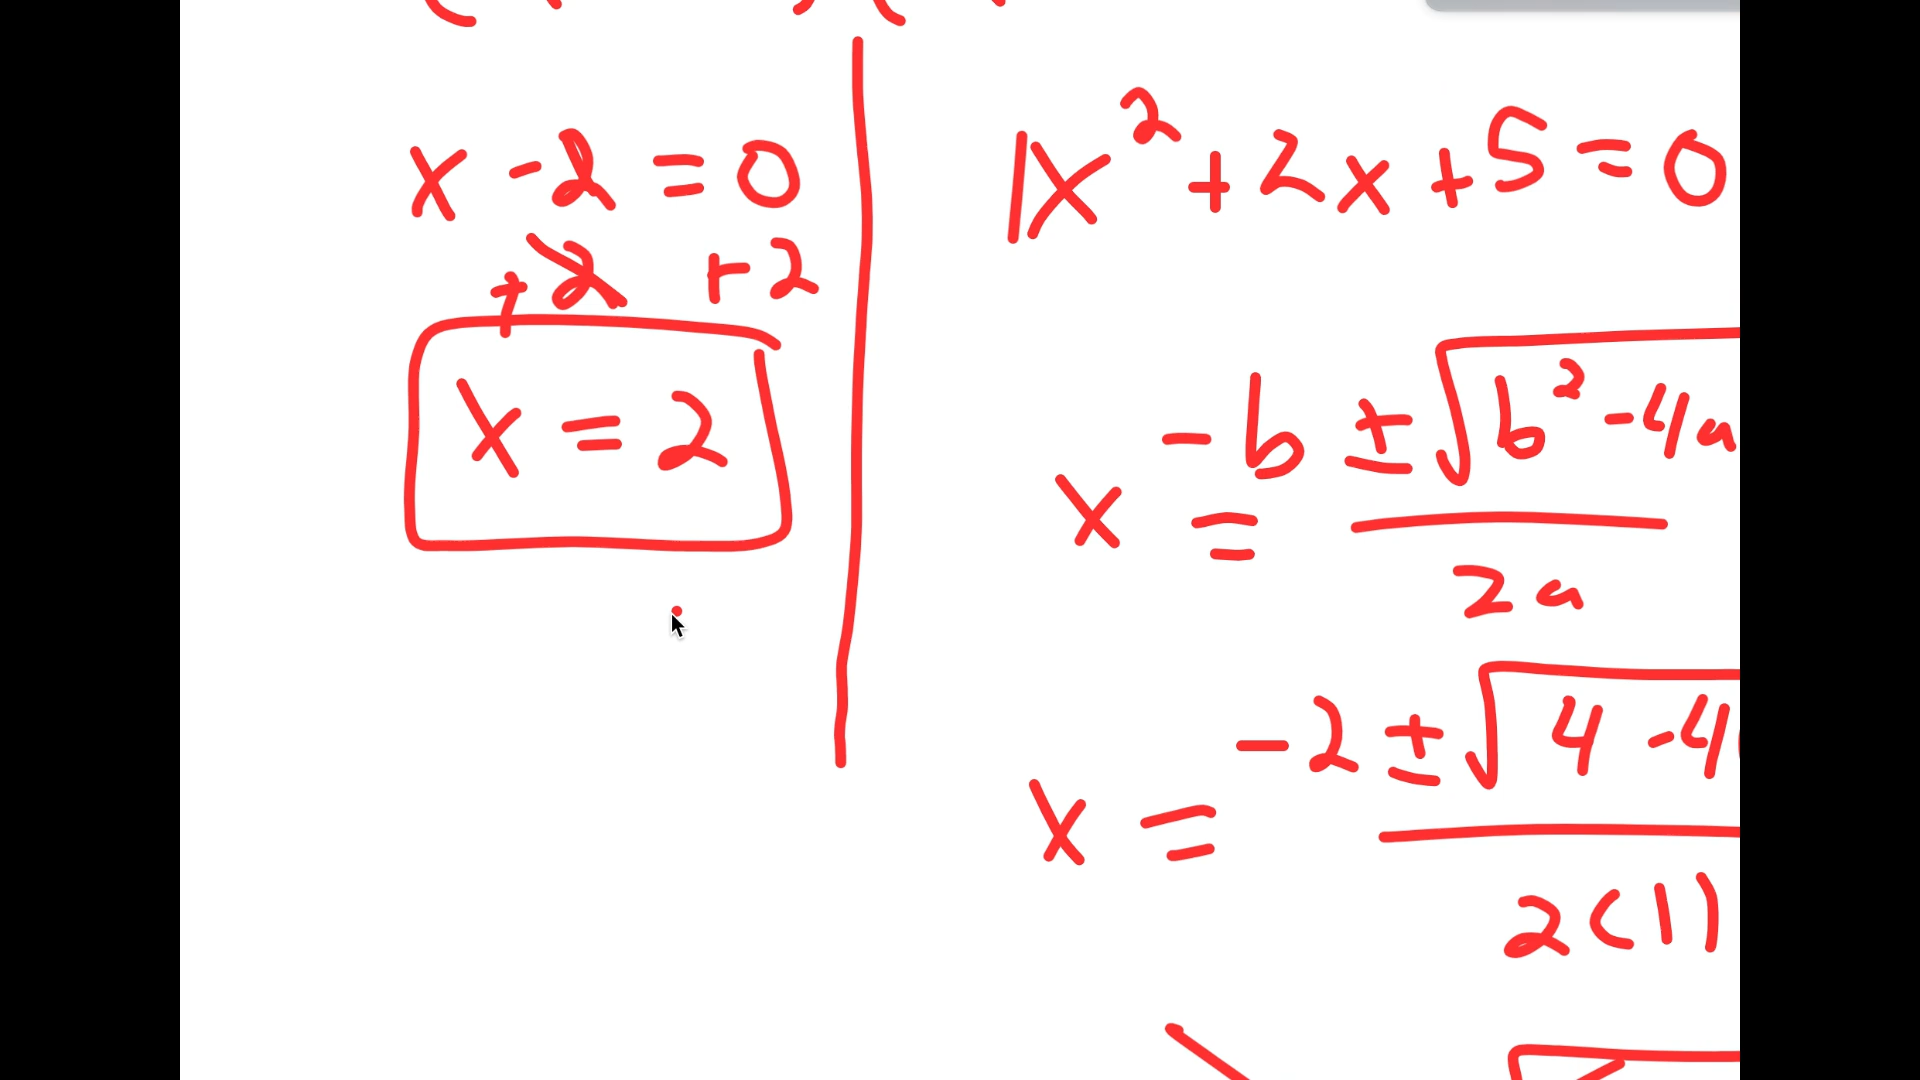 x - 2 = 0
+ 2 + 2
x = 2
1x² + 2x + 5 = 0
x = -b ± √b² - 4a
2a
x = -2 ± √4 - 4
2(1)